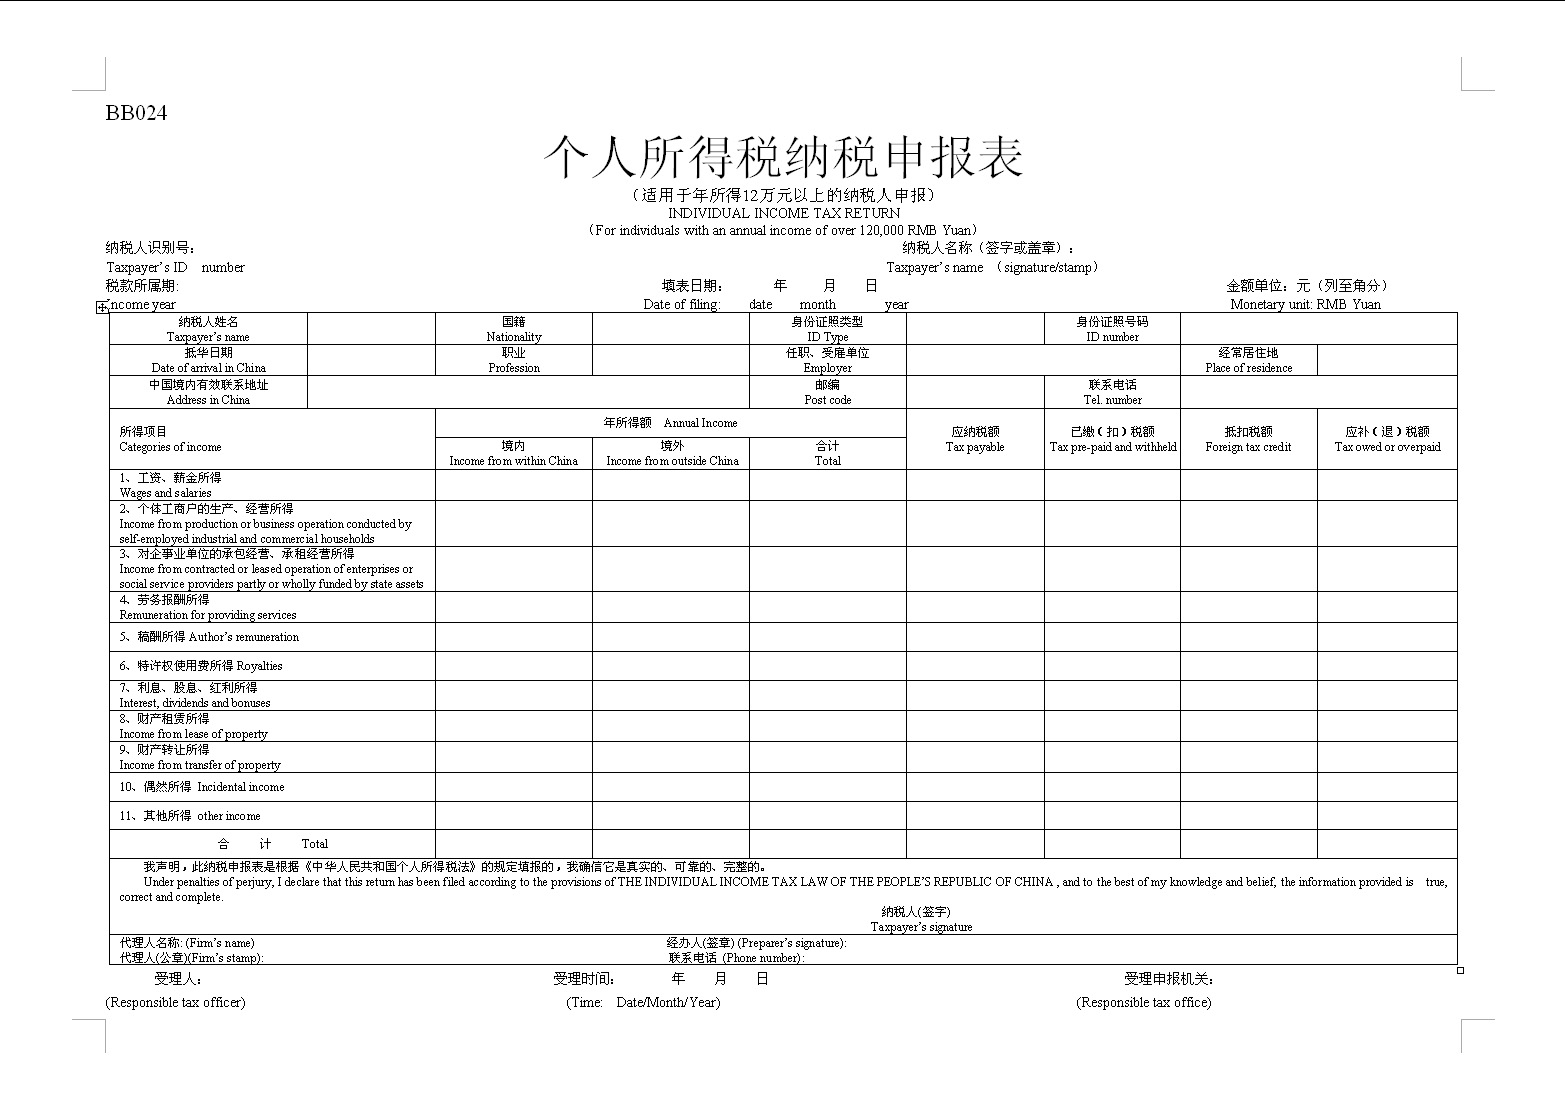 BB024
个人所得税纳税申报表
（适用于年所得12万元以上的纳税人申报）
INDIVIDUAL INCOME TAX RETURN
（For individuals with an annual income of over 120,000 RMB Yuan）
纳税人识别号： 纳税人名称（签字或盖章）：
Taxpayer’s ID number Taxpayer’s name （signature/stamp）
税款所属期: 填表日期： 年 月 日 金额单位：元（列至角分）
Income year Date of filing: date month year Monetary unit: RMB Yuan
纳税人姓名 国籍 身份证照类型 身份证照号码
Taxpayer’s name Nationality ID Type ID number
抵华日期 职业 任职、受雇单位 经常居住地
Date of arrival in China Profession Employer Place of residence
中国境内有效联系地址 邮编 联系电话
Address in China Post code Tel. number
所得项目 年所得额 Annual Income 应纳税额 已缴（扣）税额 抵扣税额 应补（退）税额
Categories of income Tax payable Tax pre-paid and withheld Foreign tax credit Tax owed or overpaid
境内 境外 合计
Income from within China Income from outside China Total
1、工资、薪金所得
Wages and salaries
2、个体工商户的生产、经营所得
Income from production or business operation conducted by
self-employed industrial and commercial households
3、对企事业单位的承包经营、承租经营所得
Income from contracted or leased operation of enterprises or
social service providers partly or wholly funded by state assets
4、劳务报酬所得
Remuneration for providing services
5、稿酬所得 Author’s remuneration
6、特许权使用费所得 Royalties
7、利息、股息、红利所得
Interest, dividends and bonuses
8、财产租赁所得
Income from lease of property
9、财产转让所得
Income from transfer of property
10、偶然所得 Incidental income
11、其他所得 other income
合 计 Total
我声明，此纳税申报表是根据《中华人民共和国个人所得税法》的规定填报的，我确信它是真实的、可靠的、完整的。
Under penalties of perjury, I declare that this return has been filed according to the provisions of THE INDIVIDUAL INCOME TAX LAW OF THE PEOPLE’S REPUBLIC OF CHINA , and to the best of my knowledge and belief, the information provided is true,
correct and complete.
纳税人(签字)
Taxpayer’s signature
代理人名称: (Firm’s name) 经办人(签章) (Preparer’s signature):
代理人(公章)(Firm’s stamp): 联系电话 (Phone number):
受理人： 受理时间： 年 月 日 受理申报机关：
(Responsible tax officer) (Time: Date/Month/Year) (Responsible tax office)